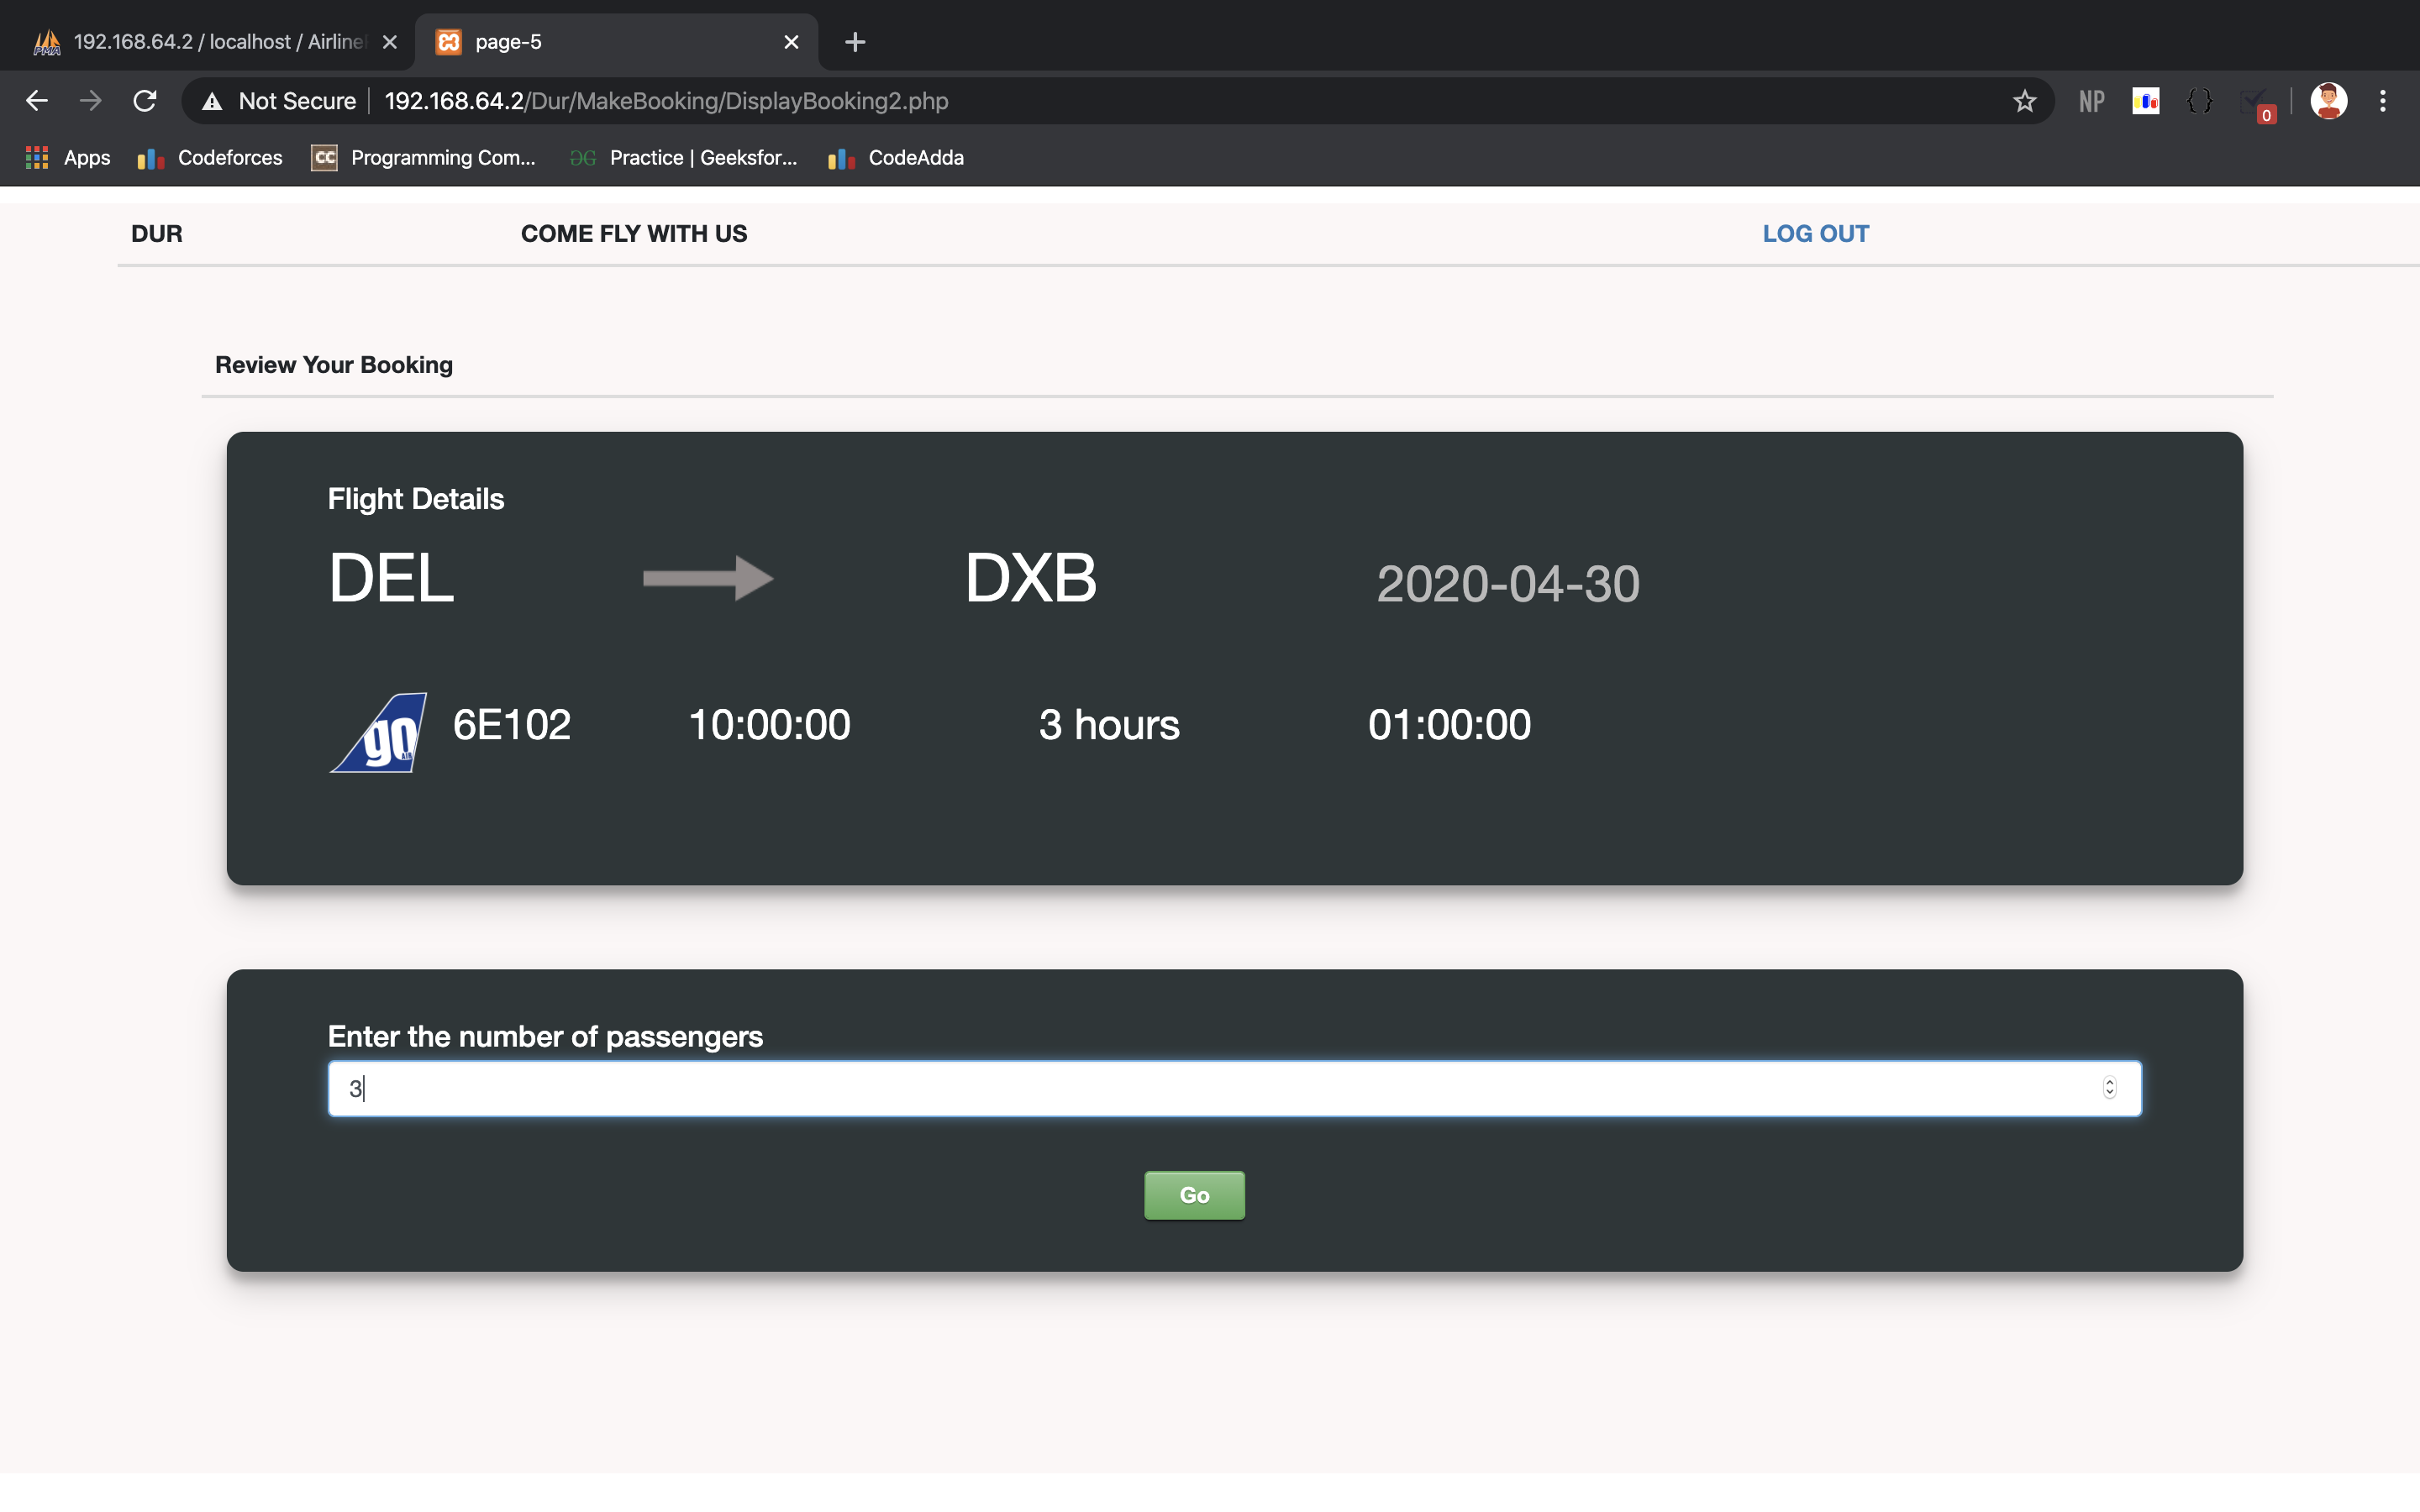 192.168.64.2 / localhost / Airline
page-5
Not Secure 192.168.64.2/Dur/MakeBooking/DisplayBooking2.php
NP
{}
0
Apps Codeforces CC Programming Com... Practice | Geeksfor... CodeAdda
DUR COME FLY WITH US LOG OUT
Review Your Booking
Flight Details
DEL DXB 2020-04-30
go AIR 6E102 10:00:00 3 hours 01:00:00
Enter the number of passengers
3
Go